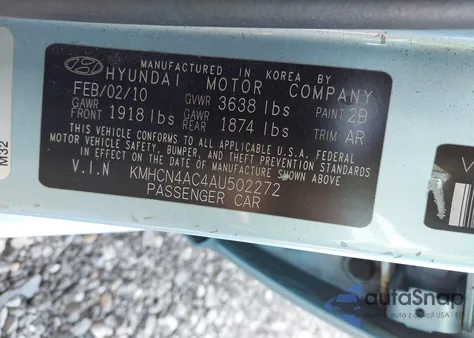 MANUFACTURED IN KOREA BY
HYUNDAI MOTOR COMPANY
FEB/02/10 GVWR 3638 lbs PAINT 2B
GAWR FRONT 1918 lbs GAWR REAR 1874 lbs TRIM AR
THIS VEHICLE CONFORMS TO ALL APPLICABLE U.S.A. FEDERAL
MOTOR VEHICLE SAFETY, BUMPER, AND THEFT PREVENTION STANDARDS
IN EFFECT ON THE DATE OF MANUFACTURE SHOWN ABOVE.
V.I.N KMHCN4AC4AU502272
PASSENGER CAR
M32
autoSnap